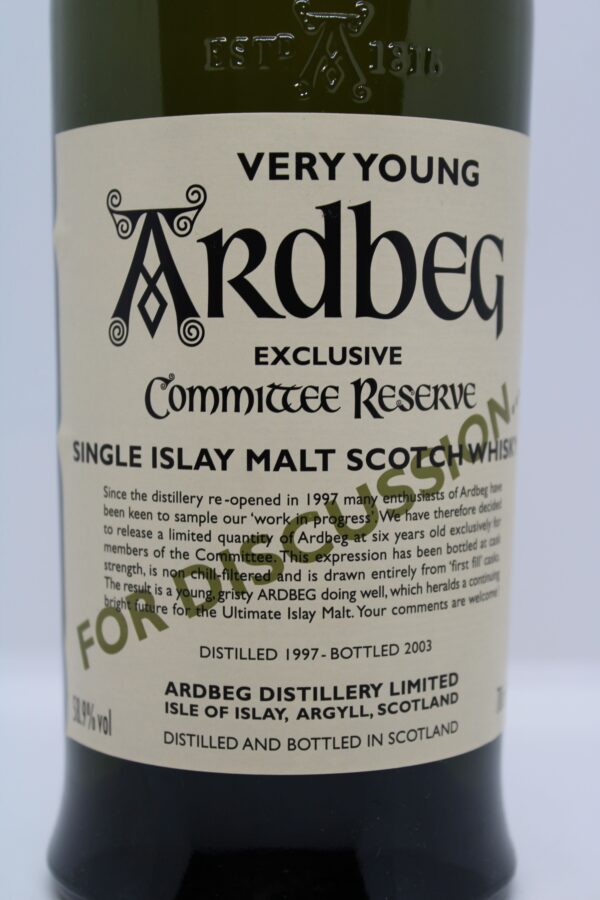 ESTD 1815
VERY YOUNG
ARDBEG
EXCLUSIVE
COMMITTEE RESERVE
SINGLE ISLAY MALT SCOTCH WHISKY
FOR DISCUSSION...
Since the distillery re-opened in 1997 many enthusiasts of Ardbeg have
been keen to sample our 'work in progress'. We have therefore decided
to release a limited quantity of Ardbeg at six years old exclusively for
members of the Committee. This expression has been bottled at cask
strength, is non chill-filtered and is drawn entirely from 'first fill' casks.
The result is a young, gristy ARDBEG doing well, which heralds a continuing
bright future for the Ultimate Islay Malt. Your comments are welcome!
DISTILLED 1997 - BOTTLED 2003
ARDBEG DISTILLERY LIMITED
ISLE OF ISLAY, ARGYLL, SCOTLAND
58.9% vol
DISTILLED AND BOTTLED IN SCOTLAND